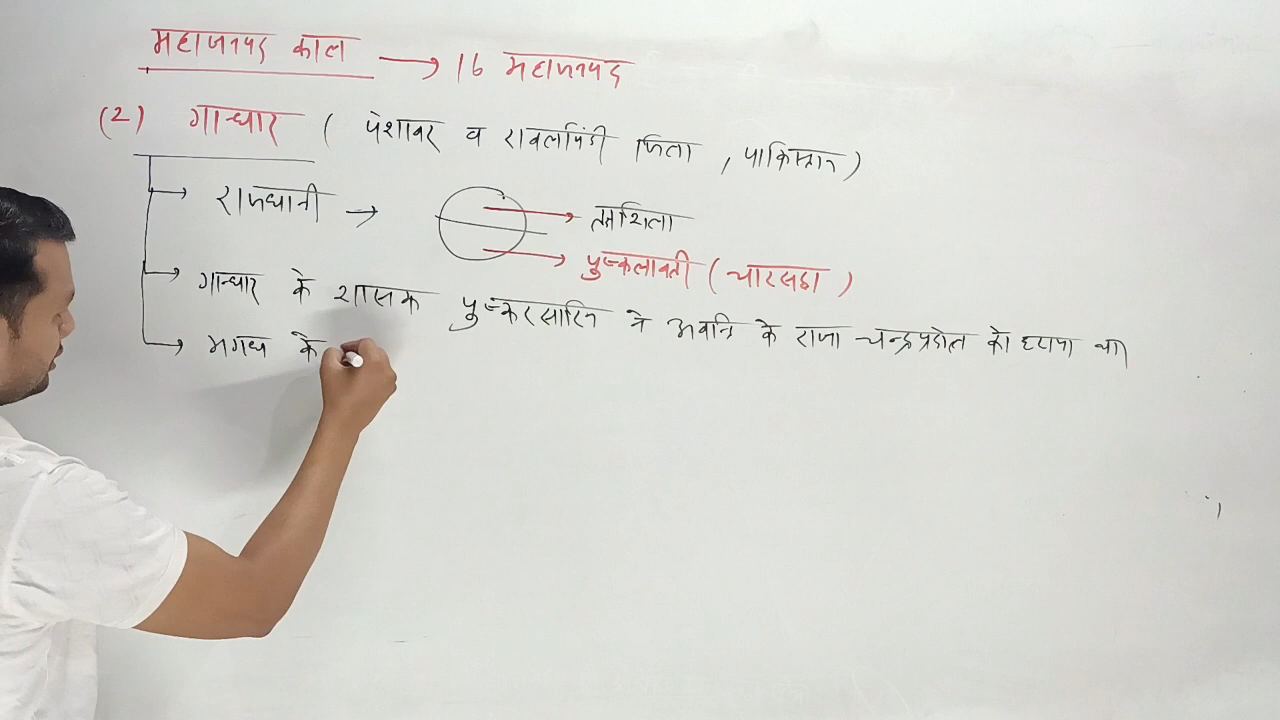 महाजनपद काल → 16 महाजनपद
(2) गान्धार ( पेशावर व रावलपिंडी जिला , पाकिस्तान )
राजधानी → तक्षशिला
पुष्कलावती ( चारसद्दा )
गान्धार के शासक पुष्करसारिन ने अवन्ति के राजा चन्द्रप्रद्योत को हराया था
मगध के